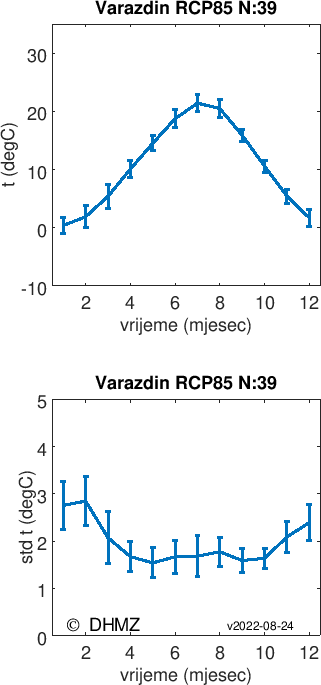 Varazdin RCP85 N:39
30
20
10
0
-10
t (degC)
2 4 6 8 10 12
vrijeme (mjesec)
Varazdin RCP85 N:39
5
4
3
2
1
0
std t (degC)
© DHMZ
v2022-08-24
2 4 6 8 10 12
vrijeme (mjesec)